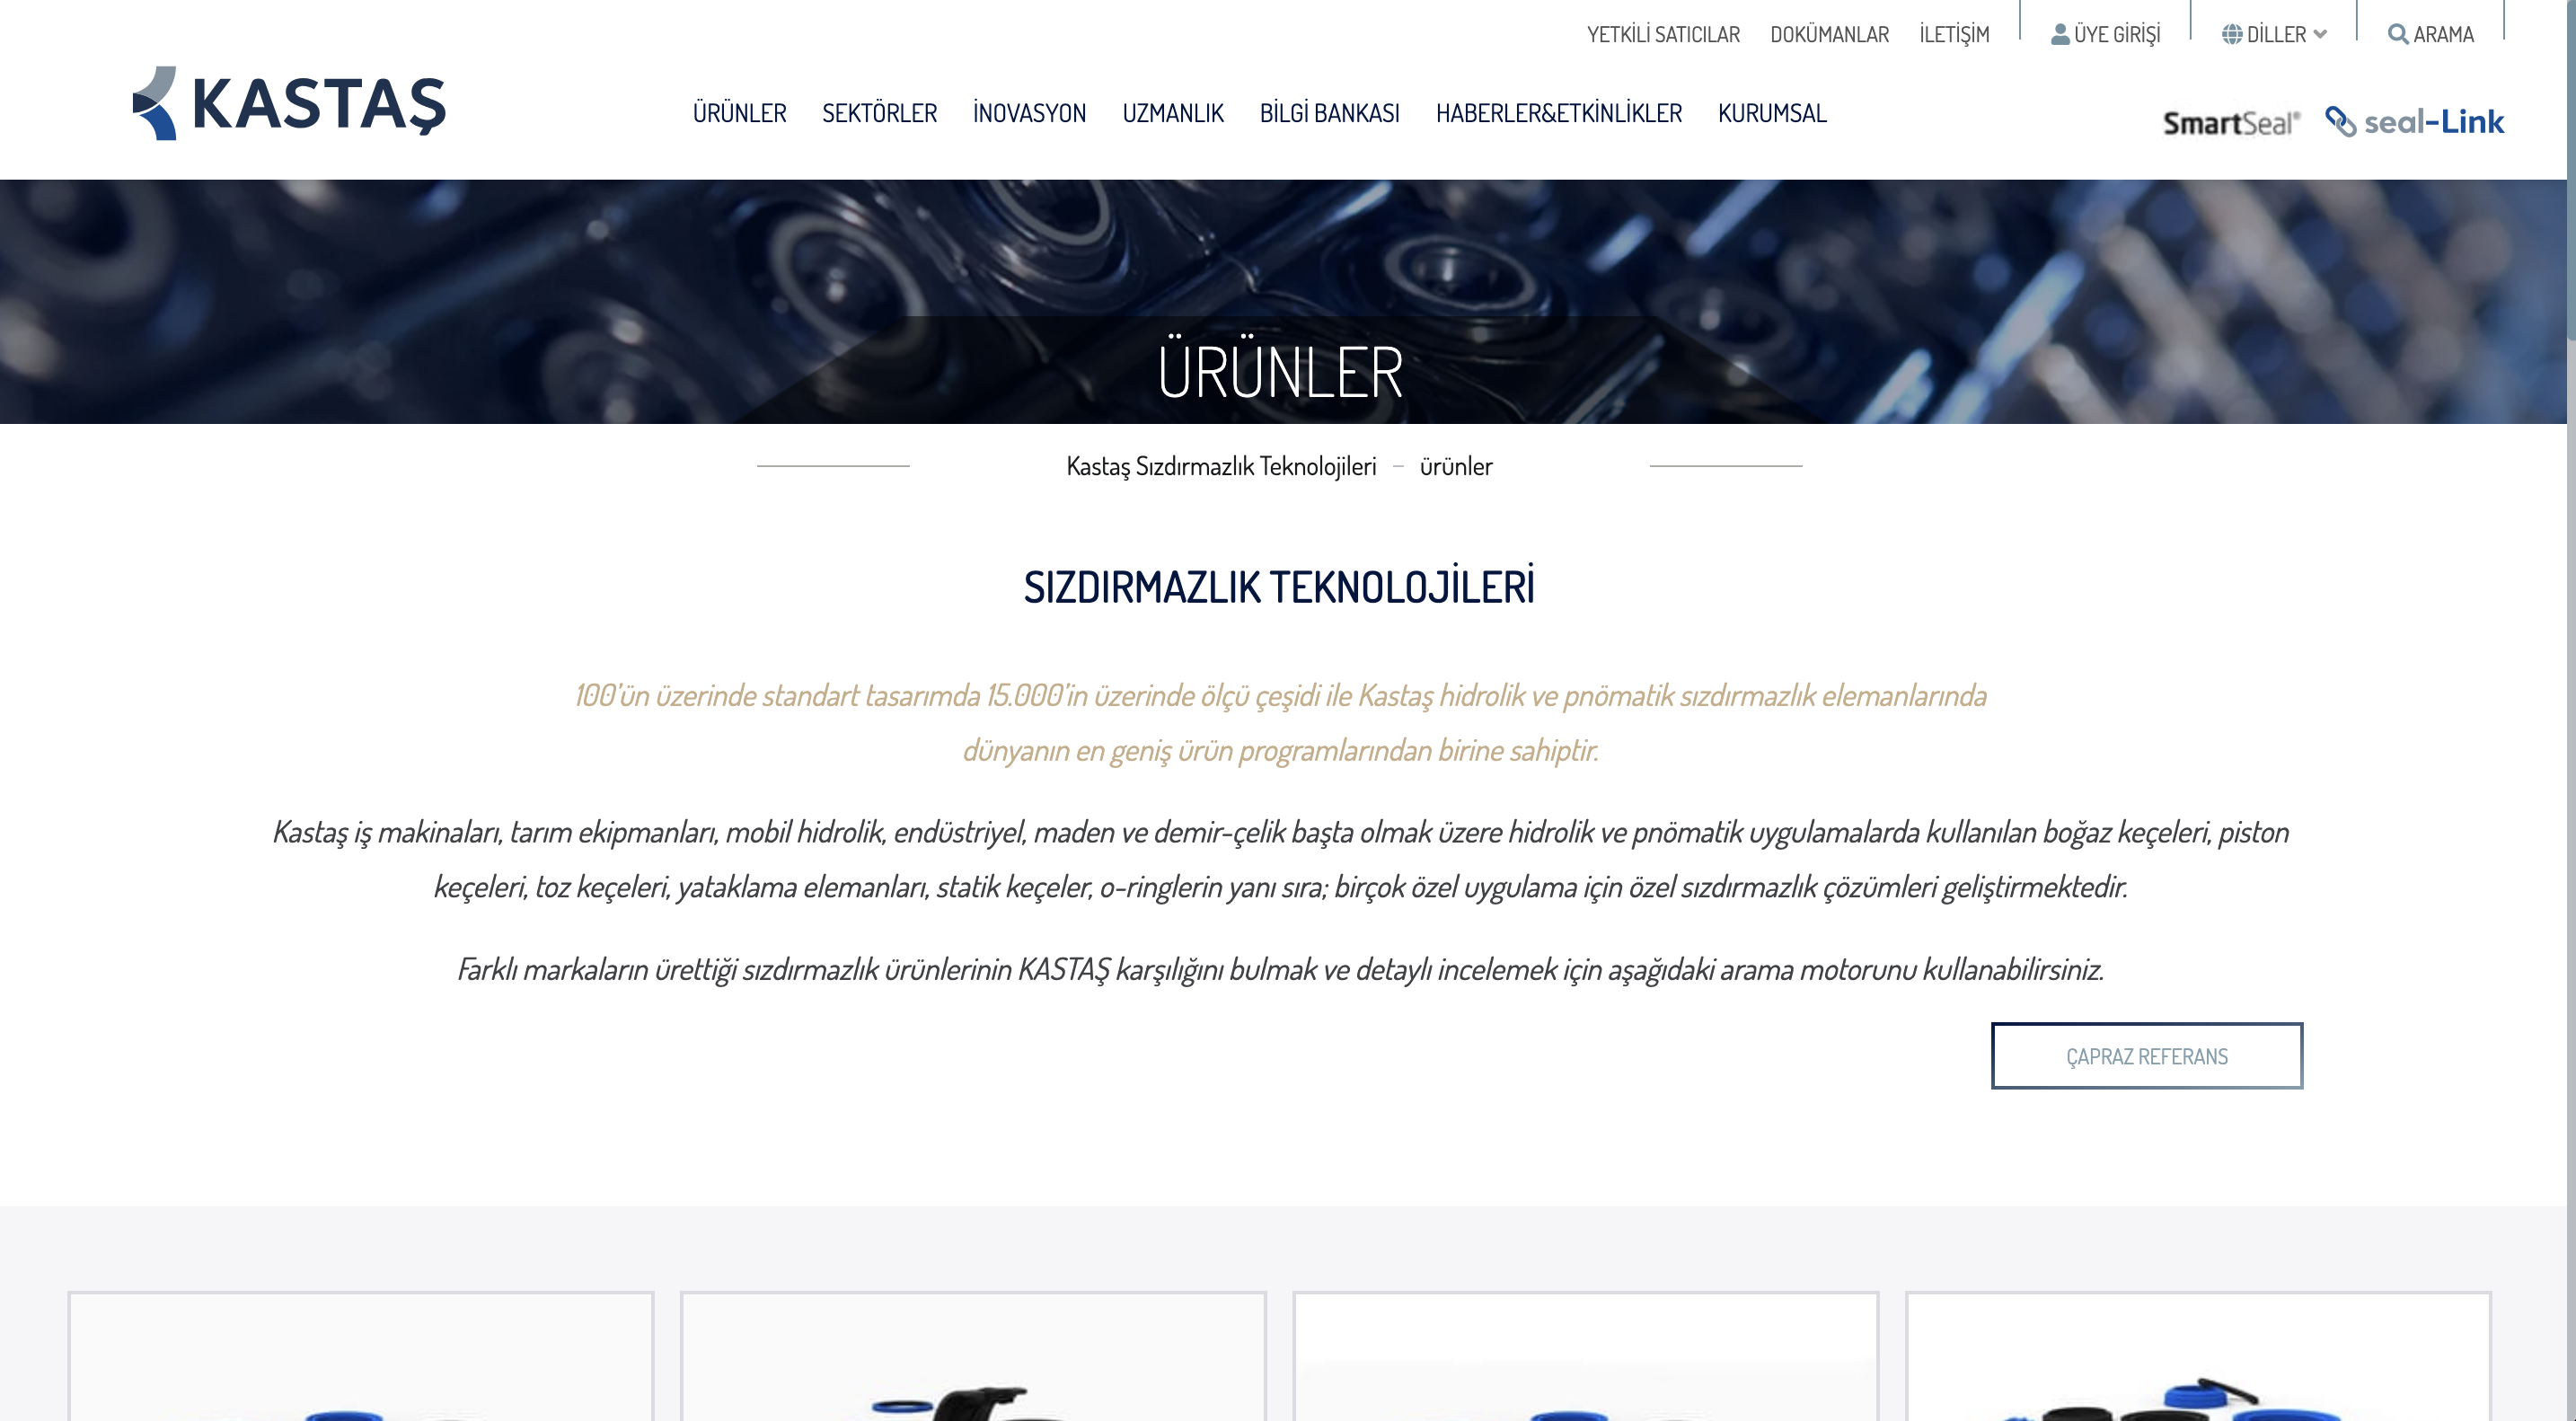 YETKİLİ SATICILAR DOKÜMANLAR İLETİŞİM ÜYE GİRİŞİ DİLLER ARAMA
KASTAŞ
ÜRÜNLER SEKTÖRLER İNOVASYON UZMANLIK BİLGİ BANKASI HABERLER&ETKİNLİKLER KURUMSAL
SmartSeal® seal-Link
ÜRÜNLER
Kastaş Sızdırmazlık Teknolojileri – ürünler
SIZDIRMAZLIK TEKNOLOJİLERİ
100’ün üzerinde standart tasarımda 15.000’in üzerinde ölçü çeşidi ile Kastaş hidrolik ve pnömatik sızdırmazlık elemanlarında
dünyanın en geniş ürün programlarından birine sahiptir.
Kastaş iş makinaları, tarım ekipmanları, mobil hidrolik, endüstriyel, maden ve demir-çelik başta olmak üzere hidrolik ve pnömatik uygulamalarda kullanılan boğaz keçeleri, piston
keçeleri, toz keçeleri, yataklama elemanları, statik keçeler, o-ringlerin yanı sıra; birçok özel uygulama için özel sızdırmazlık çözümleri geliştirmektedir.
Farklı markaların ürettiği sızdırmazlık ürünlerinin KASTAŞ karşılığını bulmak ve detaylı incelemek için aşağıdaki arama motorunu kullanabilirsiniz.
ÇAPRAZ REFERANS